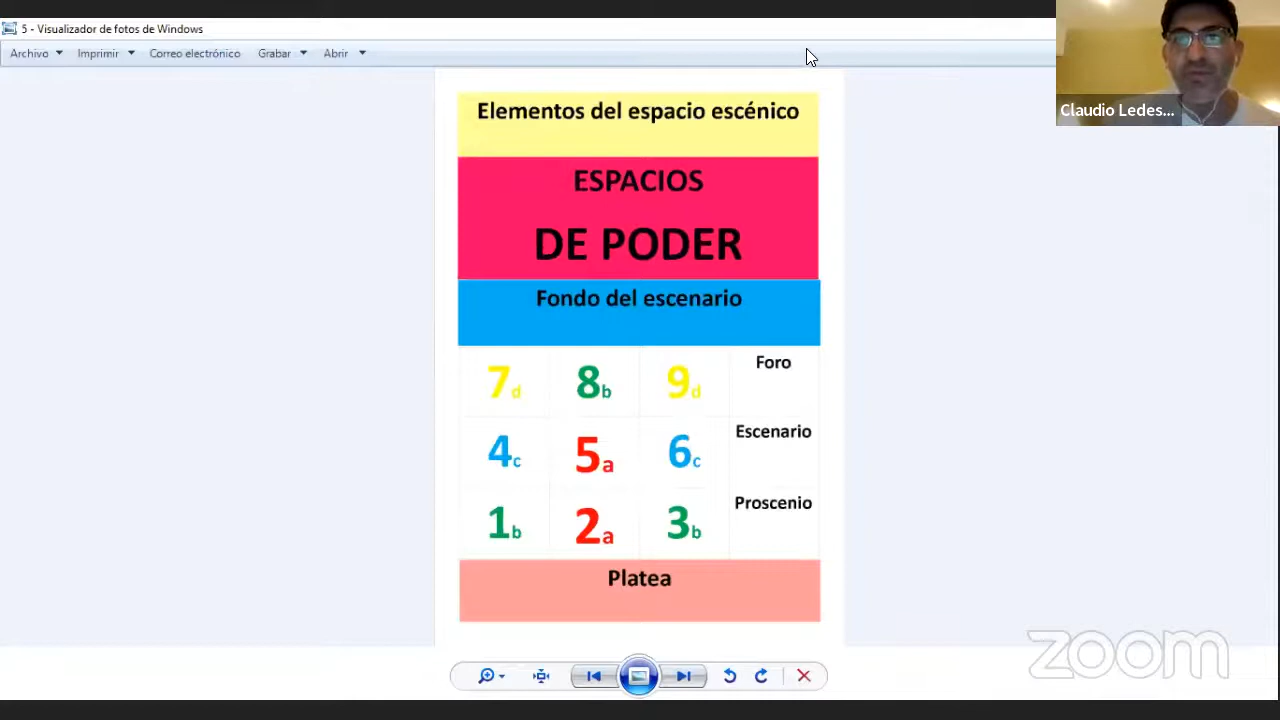 5 - Visualizador de fotos de Windows
Archivo Imprimir Correo electrónico Grabar Abrir
Claudio Ledes...
Elementos del espacio escénico
ESPACIOS
DE PODER
Fondo del escenario
7d 8b 9d Foro
4c 5a 6c Escenario
1b 2a 3b Proscenio
Platea
zoom